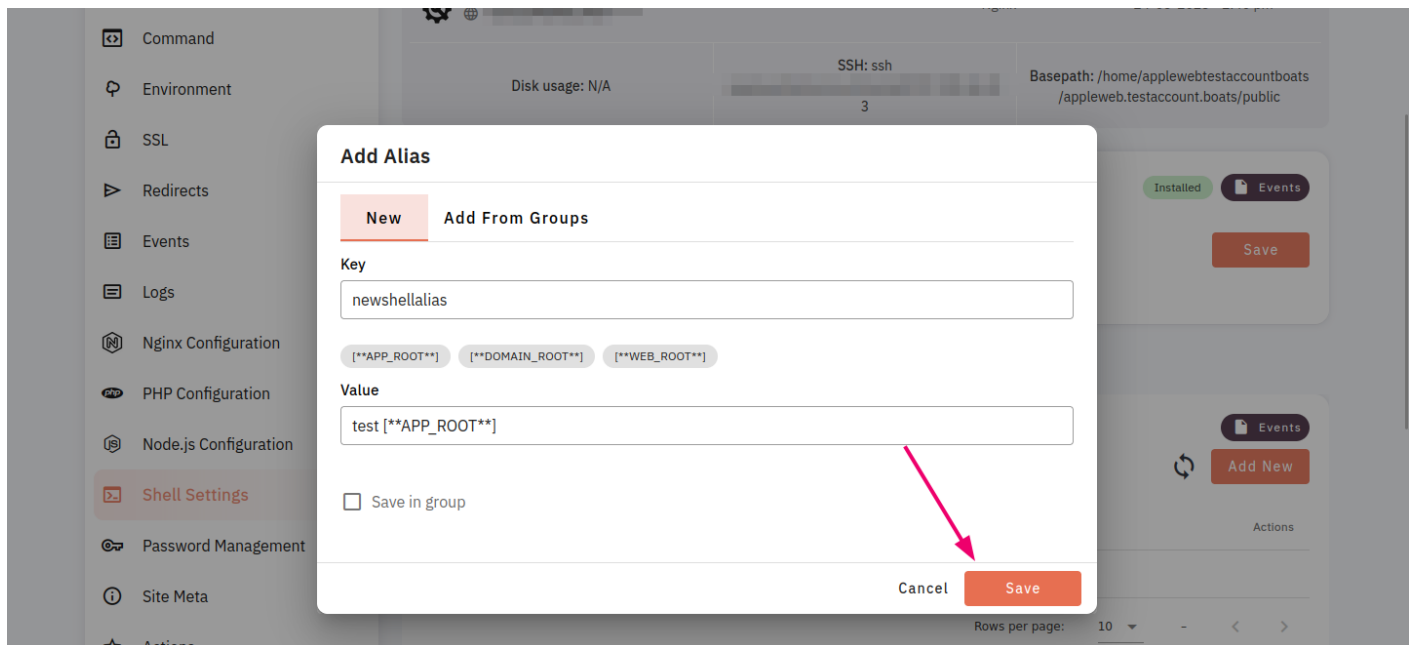 Command
Environment
SSL
Redirects
Events
Logs
Nginx Configuration
PHP Configuration
Node.js Configuration
Shell Settings
Password Management
Site Meta
Disk usage: N/A
SSH: ssh
3
Basepath: /home/applewebtestaccountboats
/appleweb.testaccount.boats/public
Installed
Events
Save
Events
Add New
Actions
Rows per page:
10
–
Add Alias
New
Add From Groups
Key
newshellalias
[**APP_ROOT**]
[**DOMAIN_ROOT**]
[**WEB_ROOT**]
Value
test [**APP_ROOT**]
Save in group
Cancel
Save